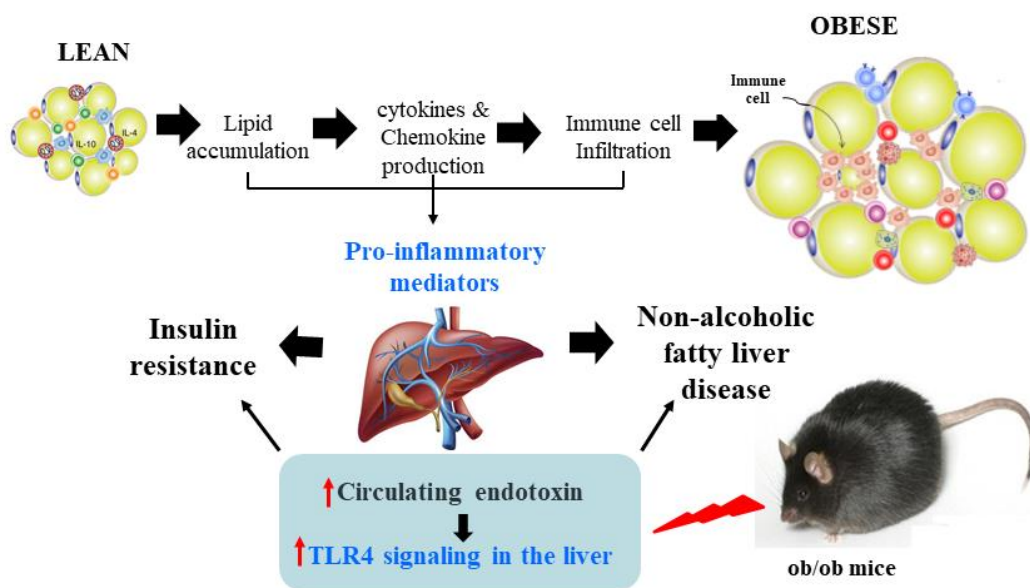 LEAN
OBESE
IL-4
IL-10
Lipid
accumulation
cytokines &
Chemokine
production
Immune cell
Infiltration
Immune
cell
Pro-inflammatory
mediators
Insulin
resistance
Non-alcoholic
fatty liver
disease
Circulating endotoxin
TLR4 signaling in the liver
ob/ob mice